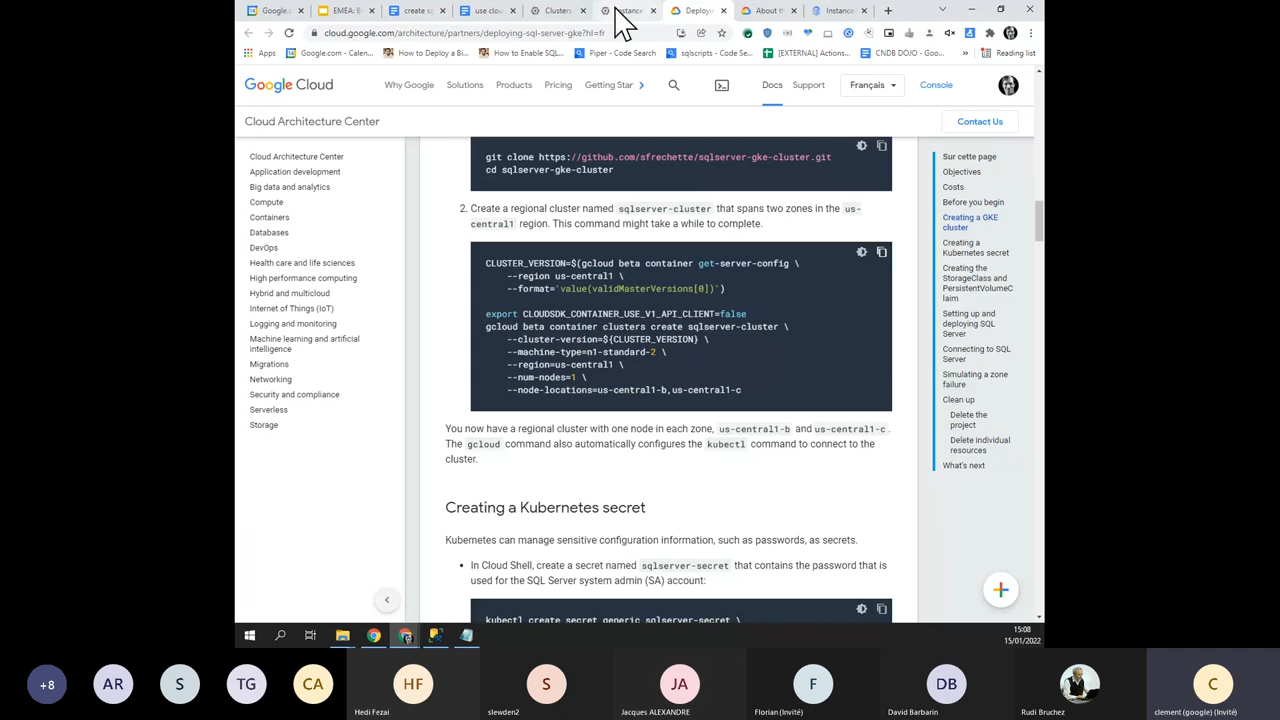 Google.
EMEA: B
create s
use clou
Clusters
Instance
Deployi
About th
Instance
cloud.google.com/architecture/partners/deploying-sql-server-gke?hl=fr
Apps
Google.com - Calen...
How to Deploy a Bi...
How to Enable SQL...
Piper - Code Search
sqlscripts - Code Se...
[EXTERNAL] Actions...
CNDB DOJO - Goog...
»
Reading list
Google Cloud
Why Google
Solutions
Products
Pricing
Getting Star
Docs
Support
Français
Console
Cloud Architecture Center
Contact Us
Cloud Architecture Center
Application development
Big data and analytics
Compute
Containers
Databases
DevOps
Health care and life sciences
High performance computing
Hybrid and multicloud
Internet of Things (IoT)
Logging and monitoring
Machine learning and artificial
intelligence
Migrations
Networking
Security and compliance
Serverless
Storage
git clone https://github.com/sfrechette/sqlserver-gke-cluster.git
cd sqlserver-gke-cluster
2. Create a regional cluster named sqlserver-cluster that spans two zones in the us-
central1 region. This command might take a while to complete.
CLUSTER_VERSION=$(gcloud beta container get-server-config \
--region us-central1 \
--format='value(validMasterVersions[0])')
export CLOUDSDK_CONTAINER_USE_V1_API_CLIENT=false
gcloud beta container clusters create sqlserver-cluster \
--cluster-version=${CLUSTER_VERSION} \
--machine-type=n1-standard-2 \
--region=us-central1 \
--num-nodes=1 \
--node-locations=us-central1-b,us-central1-c
You now have a regional cluster with one node in each zone, us-central1-b and us-central1-c.
The gcloud command also automatically configures the kubectl command to connect to the
cluster.
Creating a Kubernetes secret
Kubernetes can manage sensitive configuration information, such as passwords, as secrets.
• In Cloud Shell, create a secret named sqlserver-secret that contains the password that is
used for the SQL Server system admin (SA) account:
kubectl create secret generic sqlserver-secret \
Sur cette page
Objectives
Costs
Before you begin
Creating a GKE
cluster
Creating a
Kubernetes secret
Creating the
StorageClass and
PersistentVolumeC
laim
Setting up and
deploying SQL
Server
Connecting to SQL
Server
Simulating a zone
failure
Clean up
Delete the
project
Delete individual
resources
What's next
15:08
15/01/2022
+8
AR
S
TG
CA
HF
S
JA
F
DB
C
Hedi Fezai
slewden2
Jacques ALEXANDRE
Florian (Invité)
David Barbarin
Rudi Bruchez
clement (google) (Invité)